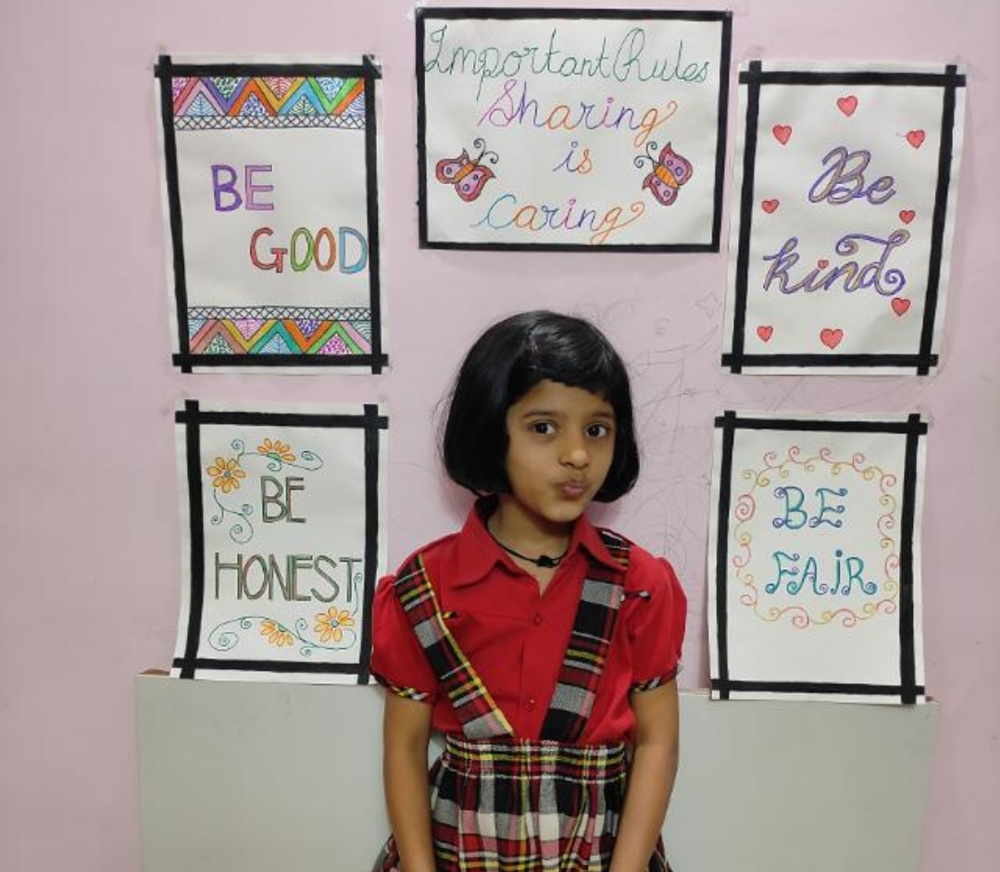 Important Rules
Sharing
is
Caring
BE
GOOD
Be
kind
BE
HONEST
BE
FAiR